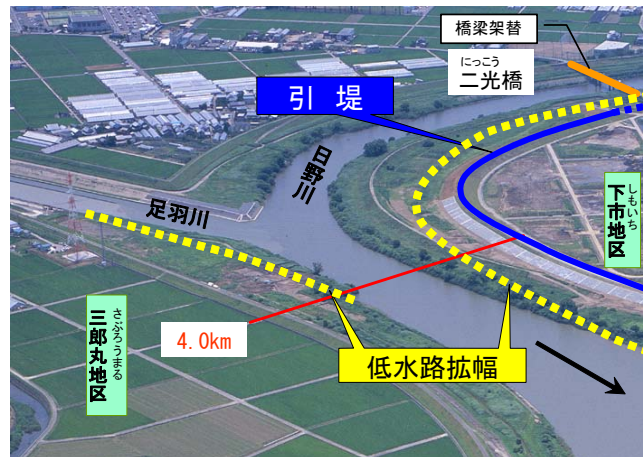 橋梁架替
にっこう
二光橋
引堤
日野川
足羽川
しもいち
下市地区
さぶろうまる
三郎丸地区
4.0km
低水路拡幅